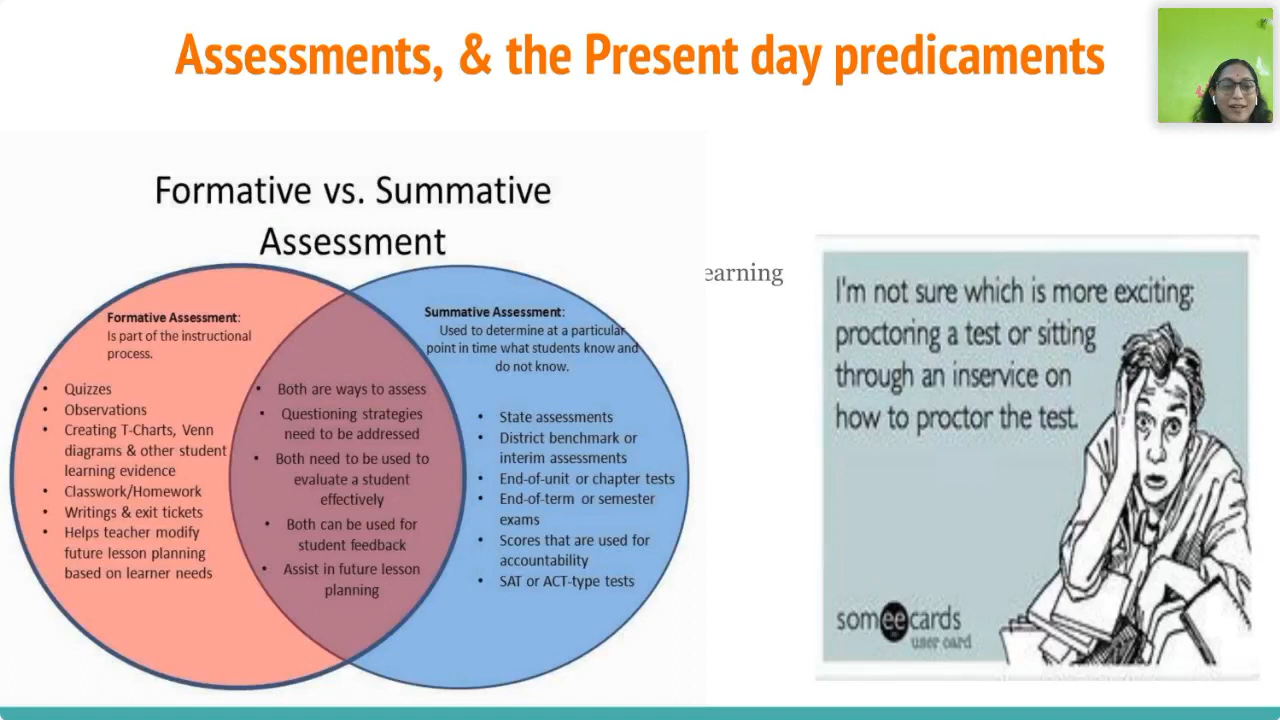 Assessments, & the Present day predicaments
Formative vs. Summative
Assessment
Formative Assessment:
Is part of the instructional
process.
• Quizzes
• Observations
• Creating T-Charts, Venn
diagrams & other student
learning evidence
• Classwork/Homework
• Writings & exit tickets
• Helps teacher modify
future lesson planning
based on learner needs
• Both are ways to assess
• Questioning strategies
need to be addressed
• Both need to be used to
evaluate a student
effectively
• Both can be used for
student feedback
• Assist in future lesson
planning
Summative Assessment:
Used to determine at a particular
point in time what students know and
do not know.
• State assessments
• District benchmark or
interim assessments
• End-of-unit or chapter tests
• End-of-term or semester
exams
• Scores that are used for
accountability
• SAT or ACT-type tests
earning
I'm not sure which is more exciting:
proctoring a test or sitting
through an inservice on
how to proctor the test.
someecards
user card